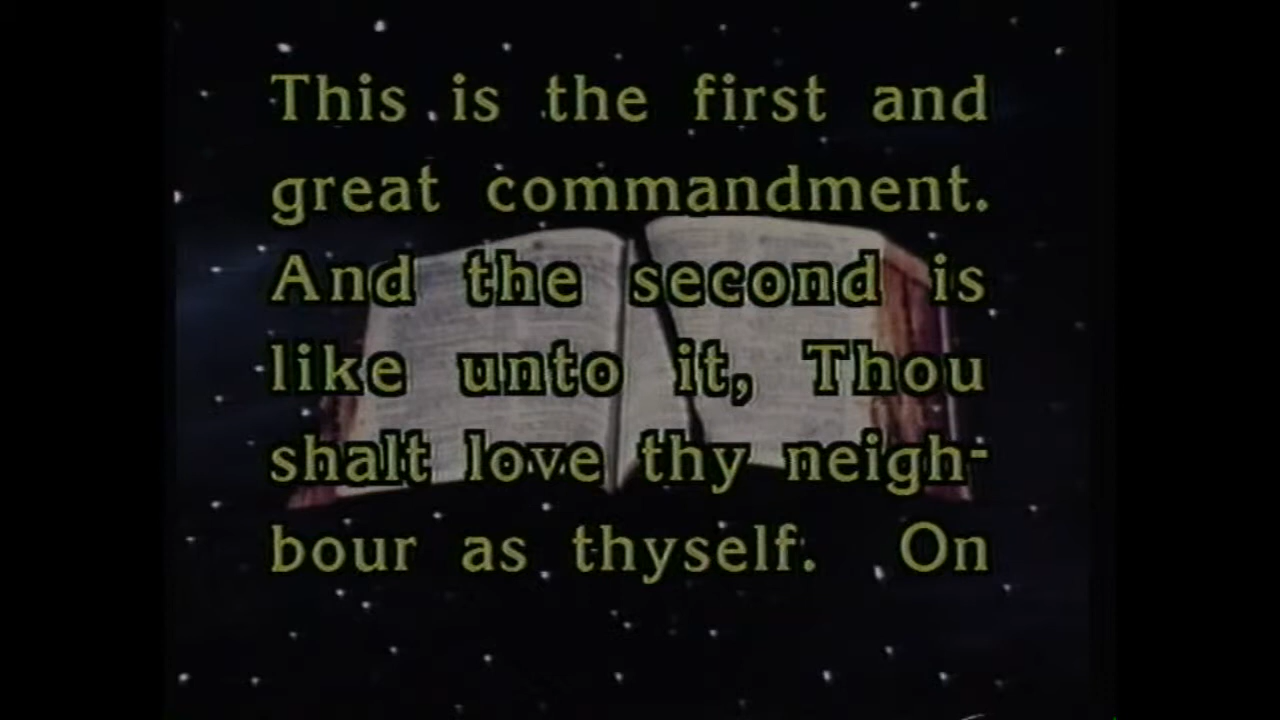 This is the first and
great commandment.
And the second is
like unto it, Thou
shalt love thy neigh-
bour as thyself. On